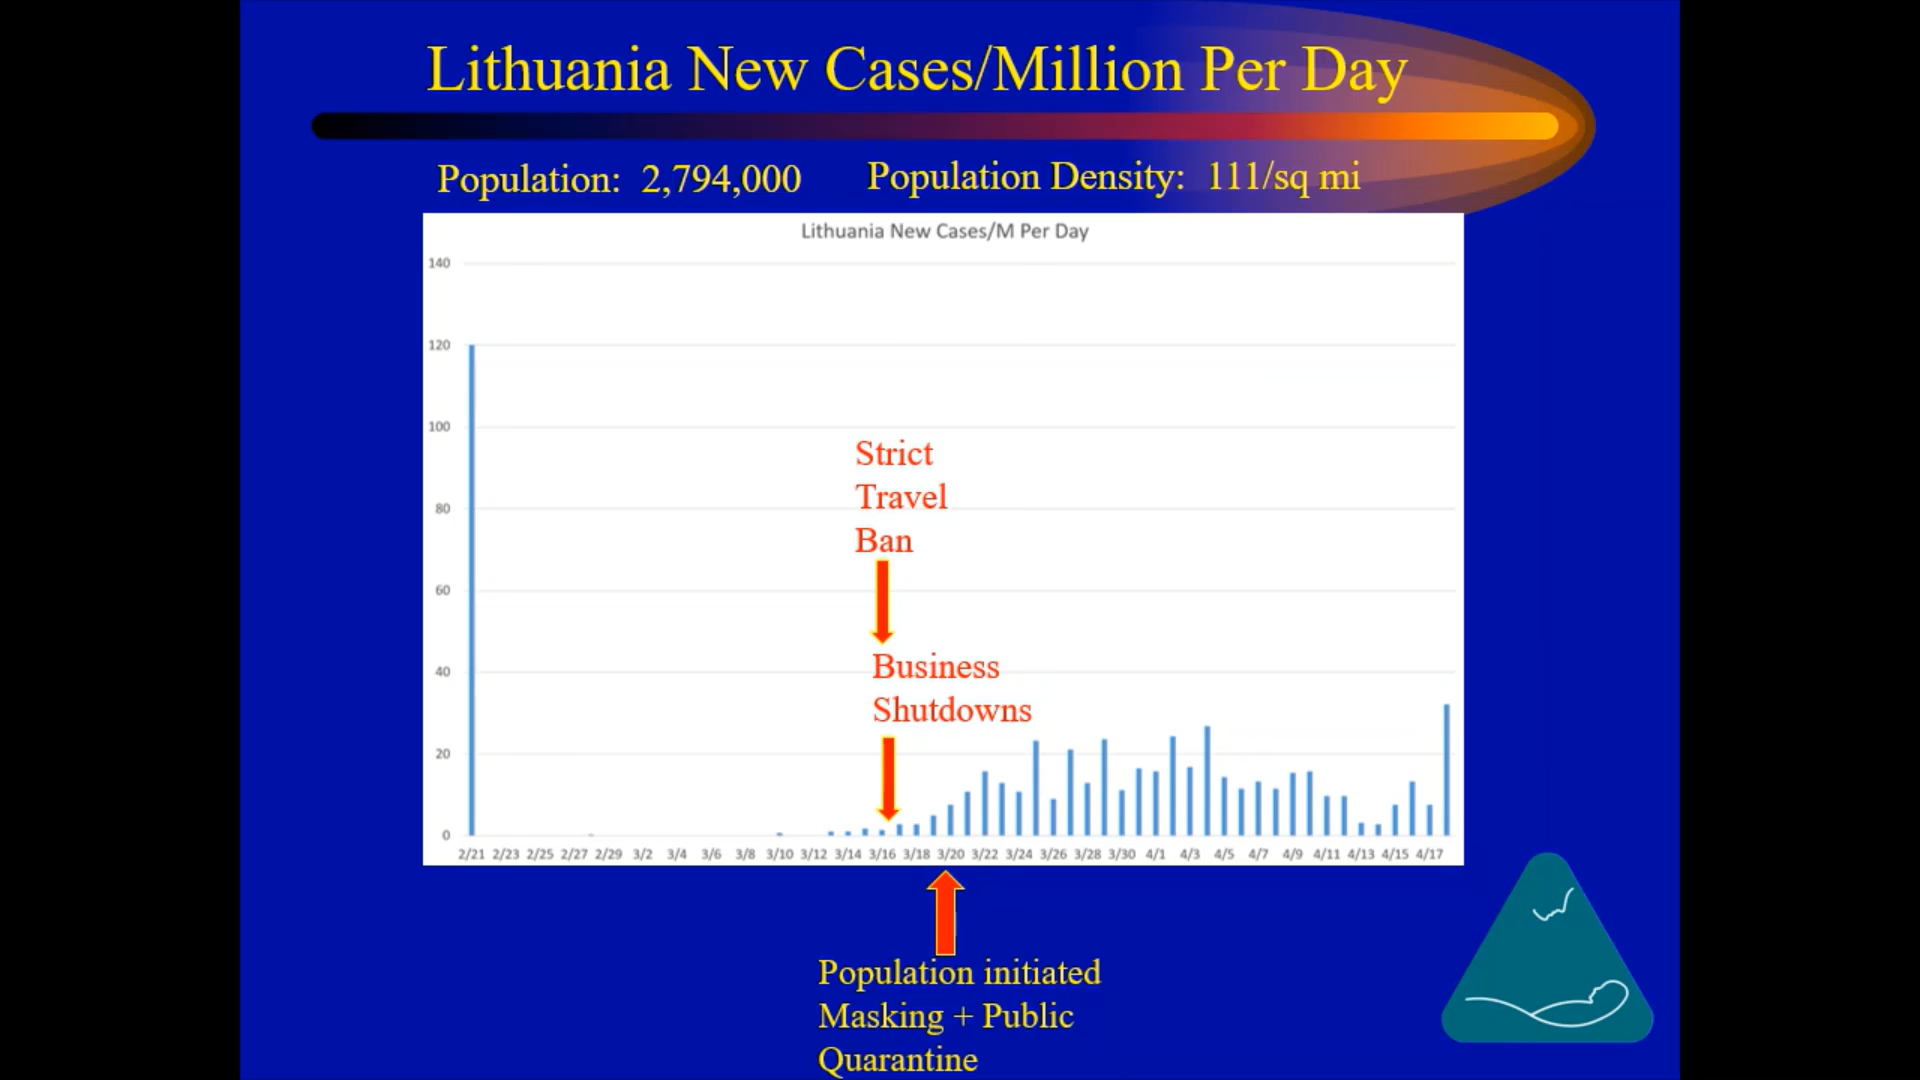 Lithuania New Cases/Million Per Day
Population: 2,794,000 Population Density: 111/sq mi
Lithuania New Cases/M Per Day
140
120
100
80
60
40
20
0
Strict
Travel
Ban
Business
Shutdowns
2/21 2/23 2/25 2/27 2/29 3/2 3/4 3/6 3/8 3/10 3/12 3/14 3/16 3/18 3/20 3/22 3/24 3/26 3/28 3/30 4/1 4/3 4/5 4/7 4/9 4/11 4/13 4/15 4/17
Population initiated
Masking + Public
Quarantine